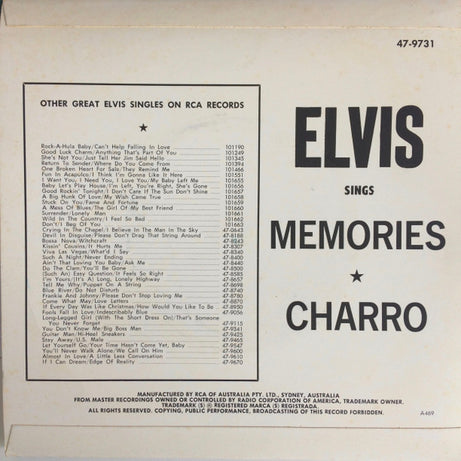 47-9731
OTHER GREAT ELVIS SINGLES ON RCA RECORDS
★
Rock-A-Hula Baby/Can't Help Falling In Love 101190
Good Luck Charm/Anything That's Part Of You 101249
She's Not You/Just Tell Her Jim Said Hello 101345
Return To Sender/Where Do You Come From 101394
One Broken Heart For Sale/They Remind Me 101466
Fun In Acapulco/I Think I'm Gonna Like It Here 101551
I Want You, I Need You, I Love You/My Baby Left Me 101655
Baby Let's Play House/I'm Left, You're Right, She's Gone 101656
Good Rockin' Tonight/I Don't Care If The Sun Don't Shine 101657
A Big Hunk Of Love/My Wish Came True 101658
Stuck On You/Fame And Fortune 101659
A Mess Of Blues/The Girl Of My Best Friend 101660
Surrender/Lonely Man 101661
Wild In The Country/I Feel So Bad 101662
Don't/I Beg Of You 101663
Crying In The Chapel/I Believe In The Man In The Sky 47-0643
Devil In Disguise/Please Don't Drag That String Around 47-8188
Bossa Nova/Witchcraft 47-8243
Kissin' Cousins/It Hurts Me 47-8307
Viva Las Vegas/What'd I Say 47-8340
Such A Night/Never Ending 47-8400
Ain't That Loving You Baby/Ask Me 47-8440
Do The Clam/You'll Be Gone 47-8500
(Such An) Easy Question/It Feels So Right 47-8585
I'm Yours/(It's A) Long, Lonely Highway 47-8657
Tell Me Why/Puppet On A String 47-8698
Blue River/Do Not Disturb 47-8740
Frankie And Johnny/Please Don't Stop Loving Me 47-8780
Come What May/Love Letters 47-8870
If Every Day Was Like Christmas/How Would You Like To Be 47-8950
Fools Fall In Love/Indescribably Blue 47-9056
Long-Legged Girl (With The Short Dress On)/That's Someone
You Never Forget 47-9115
You Don't Know Me/Big Boss Man 47-9341
Guitar Man/Hi-Heel Sneakers 47-9425
Stay Away/U.S. Male 47-9465
Let Yourself Go/Your Time Hasn't Come Yet, Baby 47-9547
You'll Never Walk Alone/We Call On Him 47-9600
Almost In Love/A Little Less Conversation 47-9610
If I Can Dream/Edge Of Reality 47-9670
ELVIS
SINGS
MEMORIES
★
CHARRO
MANUFACTURED BY RCA OF AUSTRALIA PTY. LTD., SYDNEY, AUSTRALIA
FROM MASTER RECORDINGS OWNED OR CONTROLLED BY RADIO CORPORATION OF AMERICA, TRADEMARK OWNER.
TRADEMARK (S) ® REGISTERED MARCA (S) REGISTRADA.
ALL RIGHTS RESERVED. COPYING, PUBLIC PERFORMANCE, BROADCASTING OF THIS RECORD FORBIDDEN.
A469